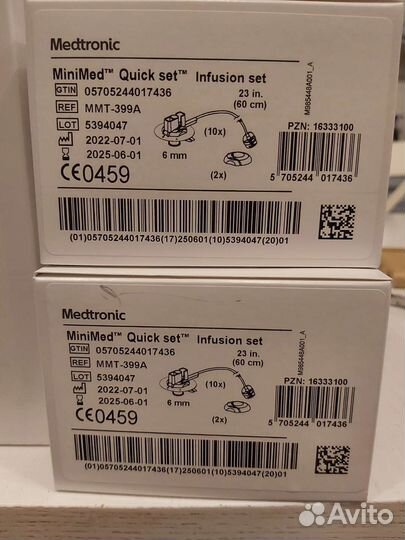 Medtronic
MiniMed™ Quick set™ Infusion set
GTIN 05705244017436
23 in.
(60 cm)
REF MMT-399A
LOT 5394047
(10x)
2022-07-01
2025-06-01
6 mm
PZN: 16333100
CE0459
(2x)
5 705244 017436
(01)05705244017436(17)250601(10)5394047(20)01
M985448A001_A
Medtronic
MiniMed™ Quick set™ Infusion set
GTIN 05705244017436
23 in.
(60 cm)
REF MMT-399A
LOT 5394047
(10x)
2022-07-01
2025-06-01
6 mm
PZN: 16333100
CE0459
(2x)
5 705244 017436
(01)05705244017436(17)250601(10)5394047(20)01
M985448A001_A
Avito